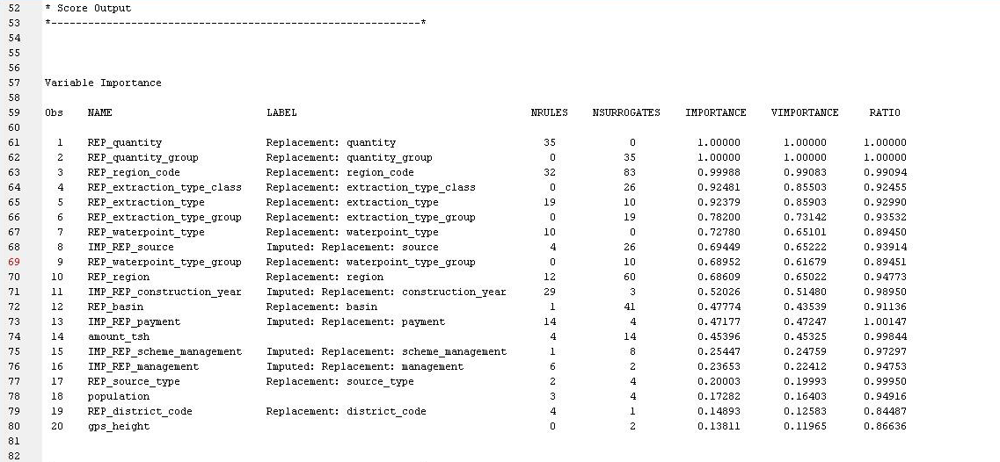 52 * Score Output
53 *------------------------------------------------------------*
54
55
56
57 Variable Importance
58
59 Obs NAME LABEL NRULES NSURROGATES IMPORTANCE VIMPORTANCE RATIO
60
61 1 REP_quantity Replacement: quantity 35 0 1.00000 1.00000 1.00000
62 2 REP_quantity_group Replacement: quantity_group 0 35 1.00000 1.00000 1.00000
63 3 REP_region_code Replacement: region_code 32 83 0.99988 0.99083 0.99094
64 4 REP_extraction_type_class Replacement: extraction_type_class 0 26 0.92481 0.85503 0.92455
65 5 REP_extraction_type Replacement: extraction_type 19 10 0.92379 0.85903 0.92990
66 6 REP_extraction_type_group Replacement: extraction_type_group 0 19 0.78200 0.73142 0.93532
67 7 REP_waterpoint_type Replacement: waterpoint_type 10 0 0.72780 0.65101 0.89450
68 8 IMP_REP_source Imputed: Replacement: source 4 26 0.69449 0.65222 0.93914
69 9 REP_waterpoint_type_group Replacement: waterpoint_type_group 0 10 0.68952 0.61679 0.89451
70 10 REP_region Replacement: region 12 60 0.68609 0.65022 0.94773
71 11 IMP_REP_construction_year Imputed: Replacement: construction_year 29 3 0.52026 0.51480 0.98950
72 12 REP_basin Replacement: basin 1 41 0.47774 0.43539 0.91136
73 13 IMP_REP_payment Imputed: Replacement: payment 14 4 0.47177 0.47247 1.00147
74 14 amount_tsh 4 14 0.45396 0.45325 0.99844
75 15 IMP_REP_scheme_management Imputed: Replacement: scheme_management 1 8 0.25447 0.24759 0.97297
76 16 IMP_REP_management Imputed: Replacement: management 6 2 0.23653 0.22412 0.94753
77 17 REP_source_type Replacement: source_type 2 4 0.20003 0.19993 0.99950
78 18 population 3 4 0.17282 0.16403 0.94916
79 19 REP_district_code Replacement: district_code 4 1 0.14893 0.12583 0.84487
80 20 gps_height 0 2 0.13811 0.11965 0.86636
81
82